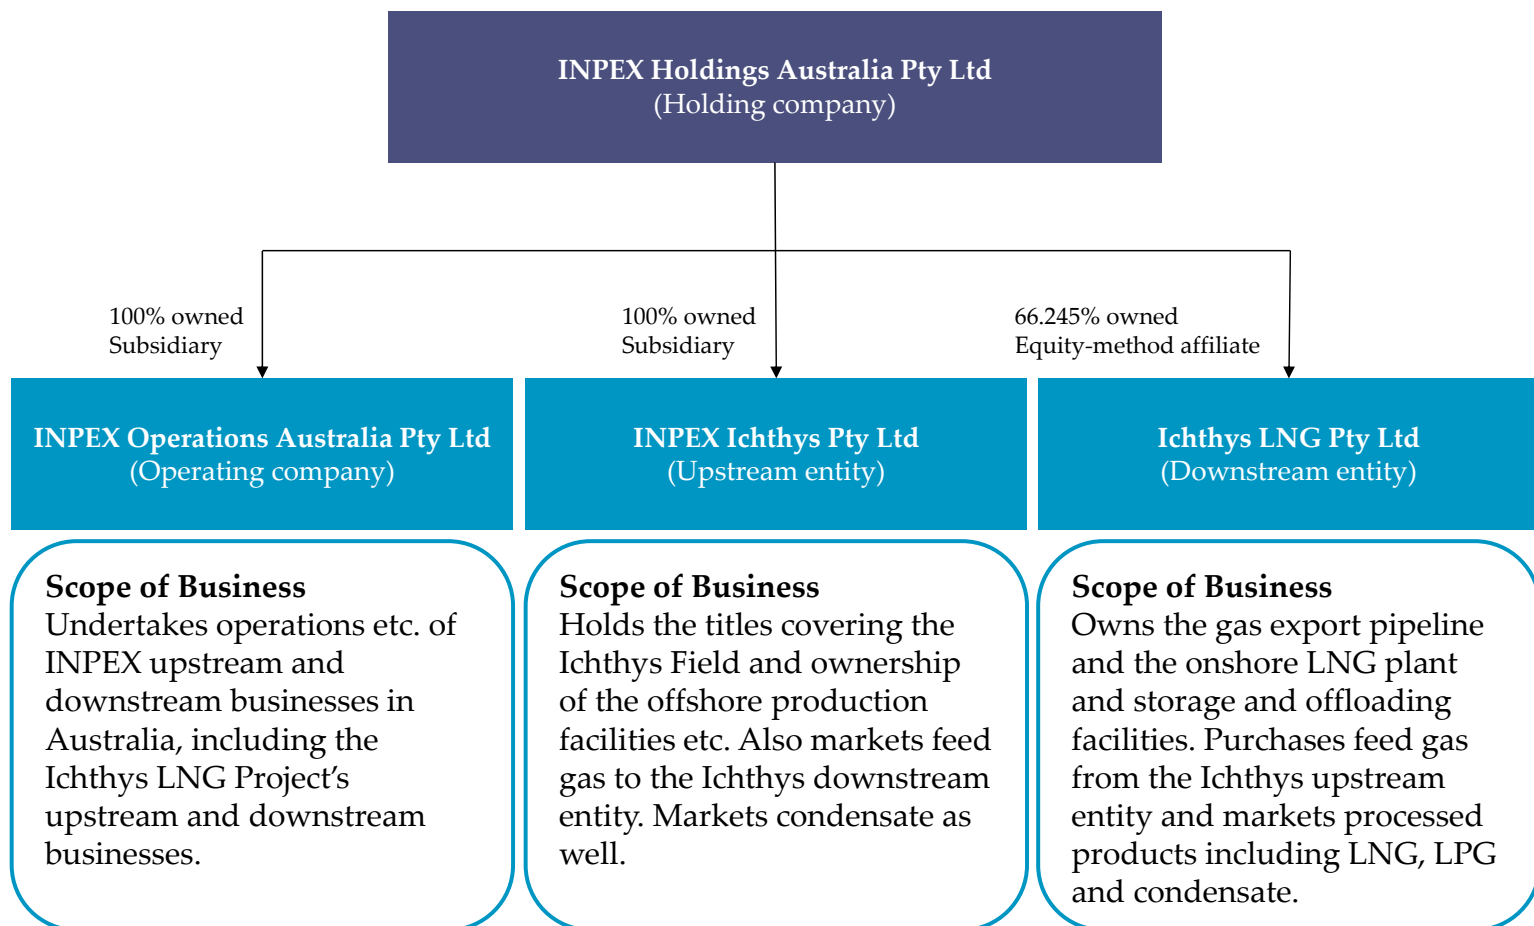 INPEX Holdings Australia Pty Ltd
(Holding company)
100% owned
Subsidiary
100% owned
Subsidiary
66.245% owned
Equity-method affiliate
INPEX Operations Australia Pty Ltd
(Operating company)
INPEX Ichthys Pty Ltd
(Upstream entity)
Ichthys LNG Pty Ltd
(Downstream entity)
Scope of Business
Undertakes operations etc. of
INPEX upstream and
downstream businesses in
Australia, including the
Ichthys LNG Project’s
upstream and downstream
businesses.
Scope of Business
Holds the titles covering the
Ichthys Field and ownership
of the offshore production
facilities etc. Also markets feed
gas to the Ichthys downstream
entity. Markets condensate as
well.
Scope of Business
Owns the gas export pipeline
and the onshore LNG plant
and storage and offloading
facilities. Purchases feed gas
from the Ichthys upstream
entity and markets processed
products including LNG, LPG
and condensate.